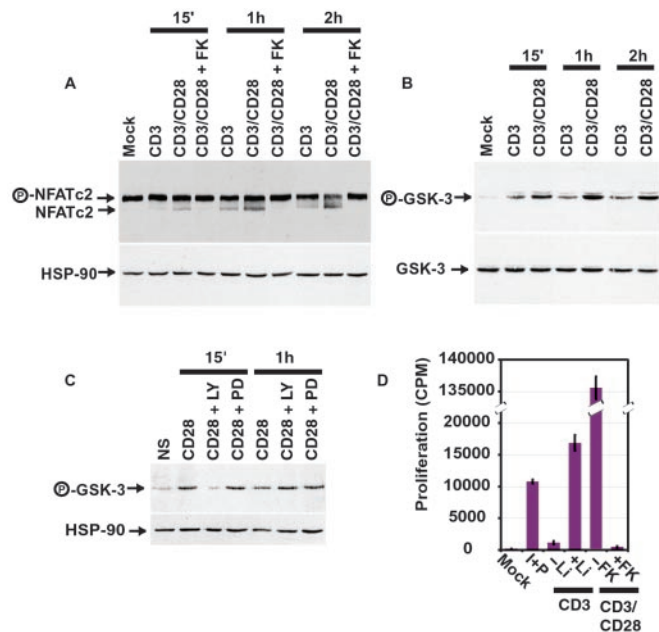 A
15' 1h 2h
Mock CD3 CD3/CD28 CD3/CD28 + FK CD3 CD3/CD28 CD3/CD28 + FK CD3 CD3/CD28 CD3/CD28 + FK
Ⓟ-NFATc2
NFATc2
HSP-90
B
15' 1h 2h
Mock CD3 CD3/CD28 CD3 CD3/CD28 CD3 CD3/CD28
Ⓟ-GSK-3
GSK-3
C
15' 1h
NS CD28 CD28 + LY CD28 + PD CD28 CD28 + LY CD28 + PD
Ⓟ-GSK-3
HSP-90
D
Proliferation (CPM)
140000
135000
20000
15000
10000
5000
0
Mock I+P –Li +Li –FK +FK
CD3 CD3/
CD28